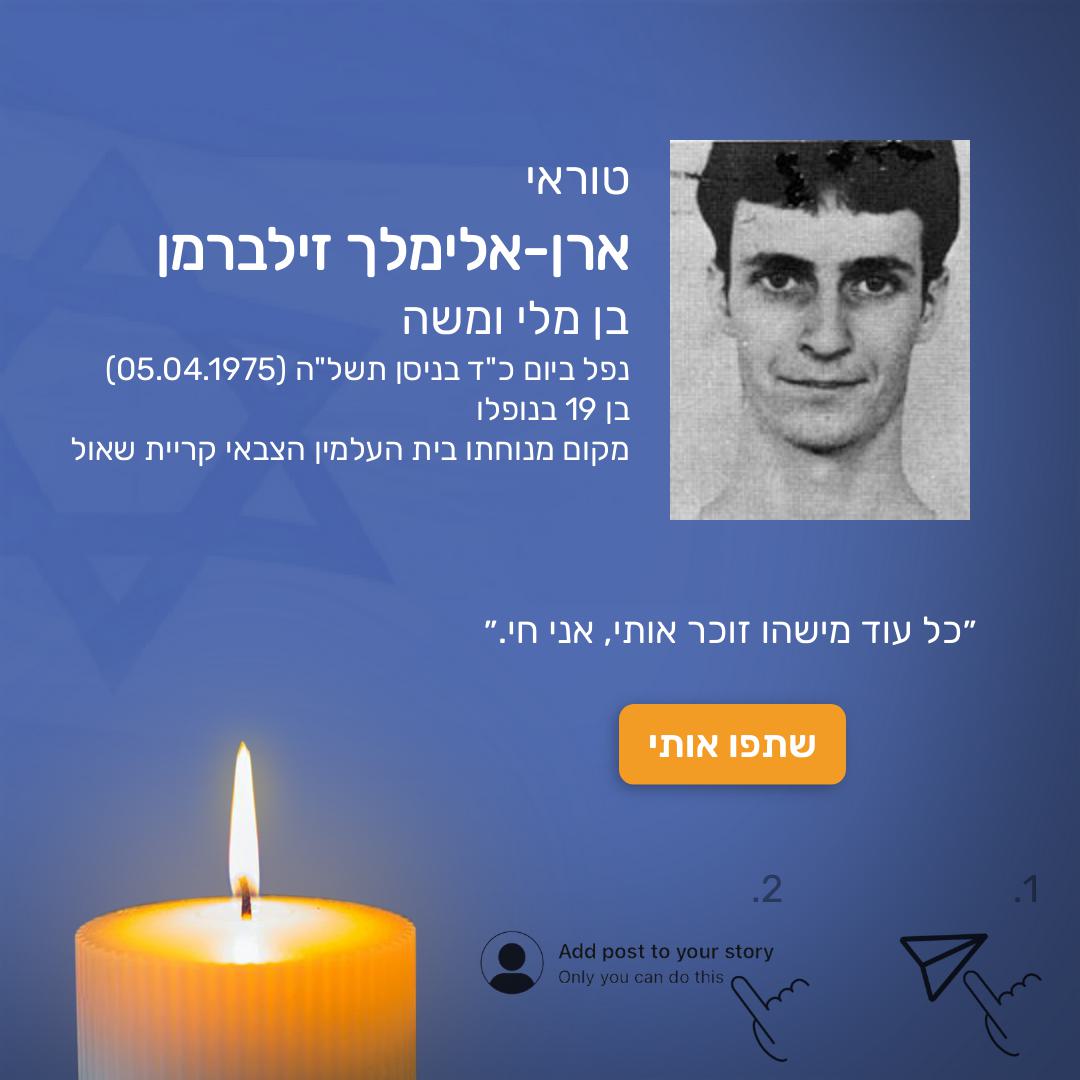 טוראי
ארן-אלימלך זילברמן
בן מלי ומשה
נפל ביום כ"ד בניסן תשל"ה (05.04.1975)
בן 19 בנופלו
מקום מנוחתו בית העלמין הצבאי קריית שאול
״כל עוד מישהו זוכר אותי, אני חי.״
שתפו אותי
.1
.2
Add post to your story
Only you can do this